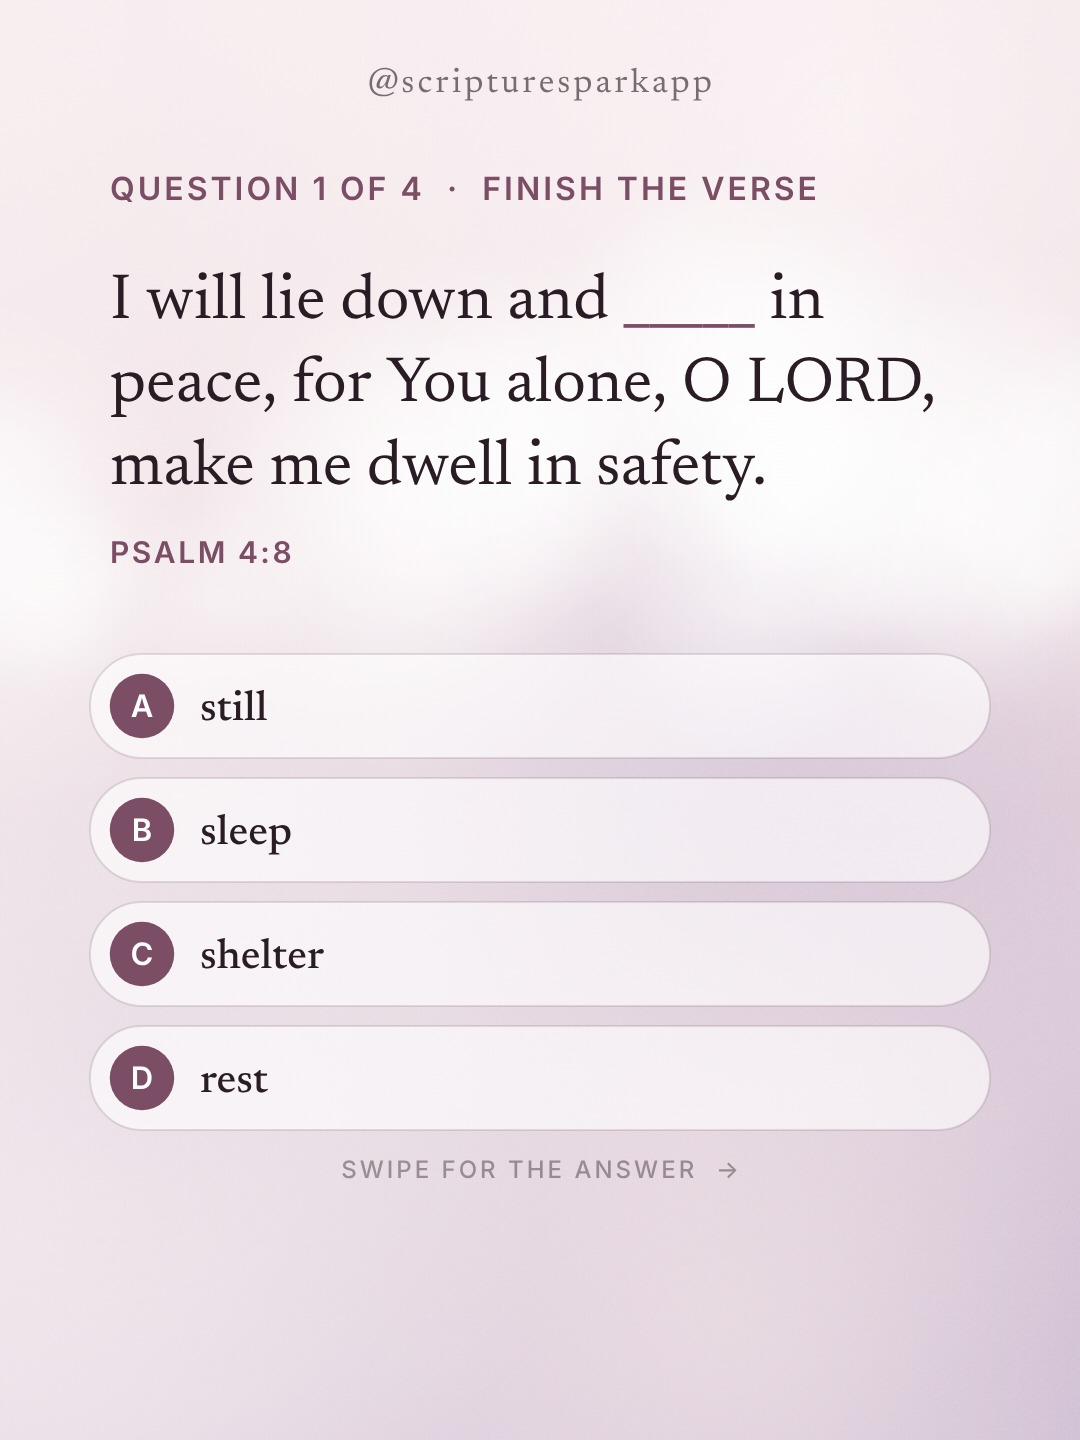 @scripturesparkapp
QUESTION 1 OF 4 · FINISH THE VERSE
I will lie down and _____ in
peace, for You alone, O LORD,
make me dwell in safety.
PSALM 4:8
A still
B sleep
C shelter
D rest
SWIPE FOR THE ANSWER →